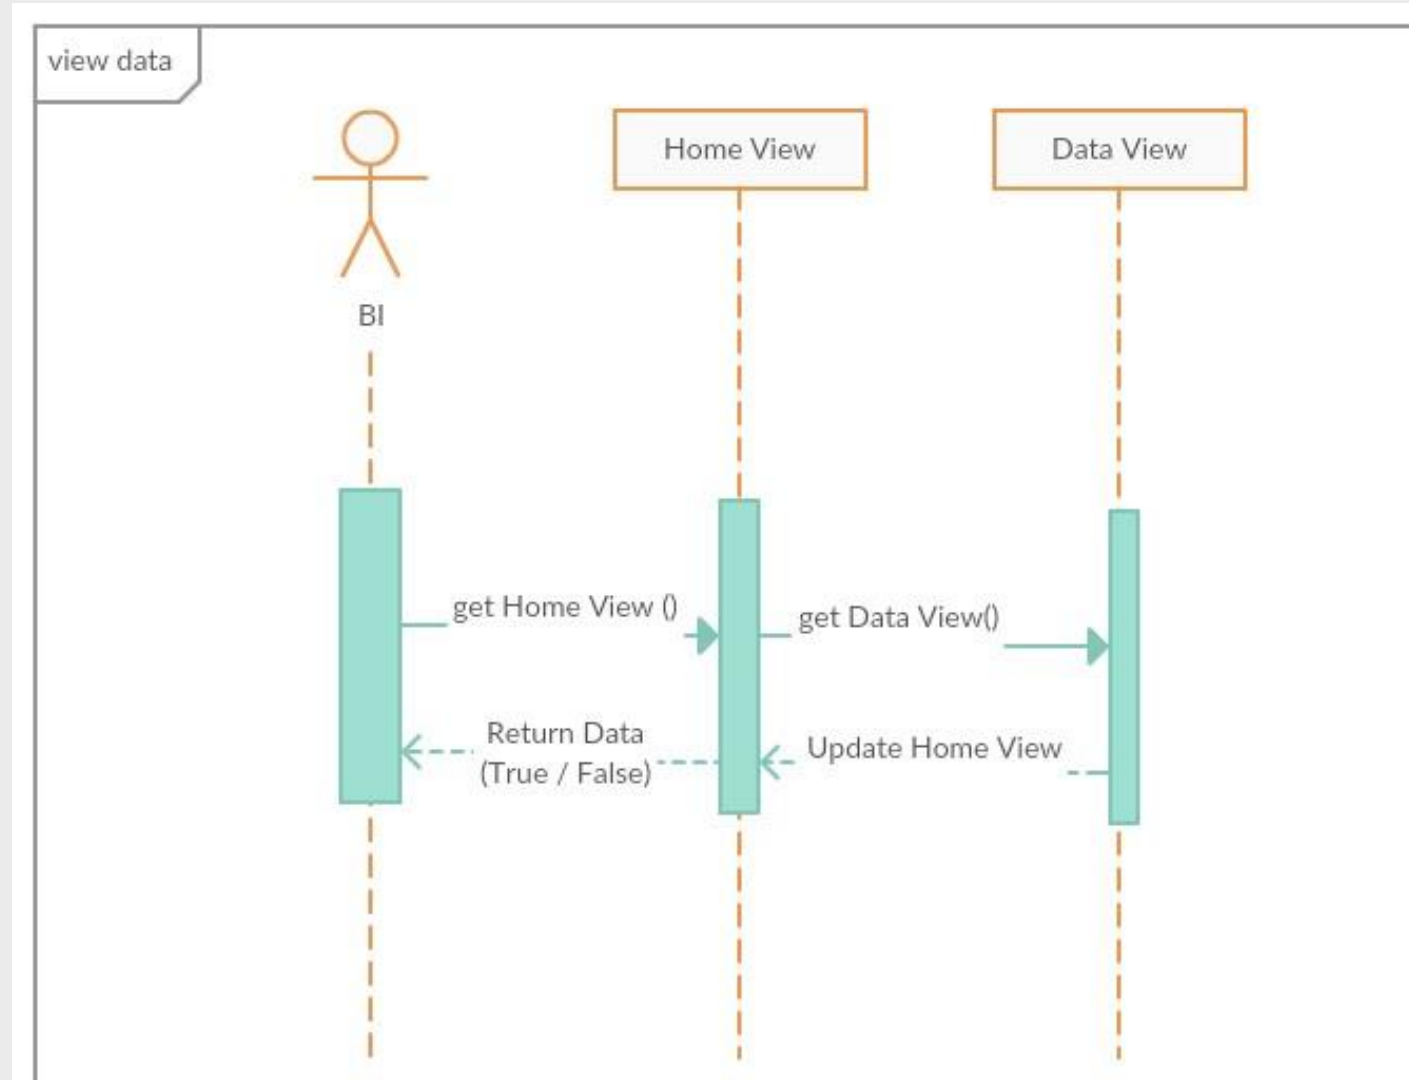 view data
Home View
Data View
BI
get Home View ()
get Data View()
Return Data
(True / False)
Update Home View